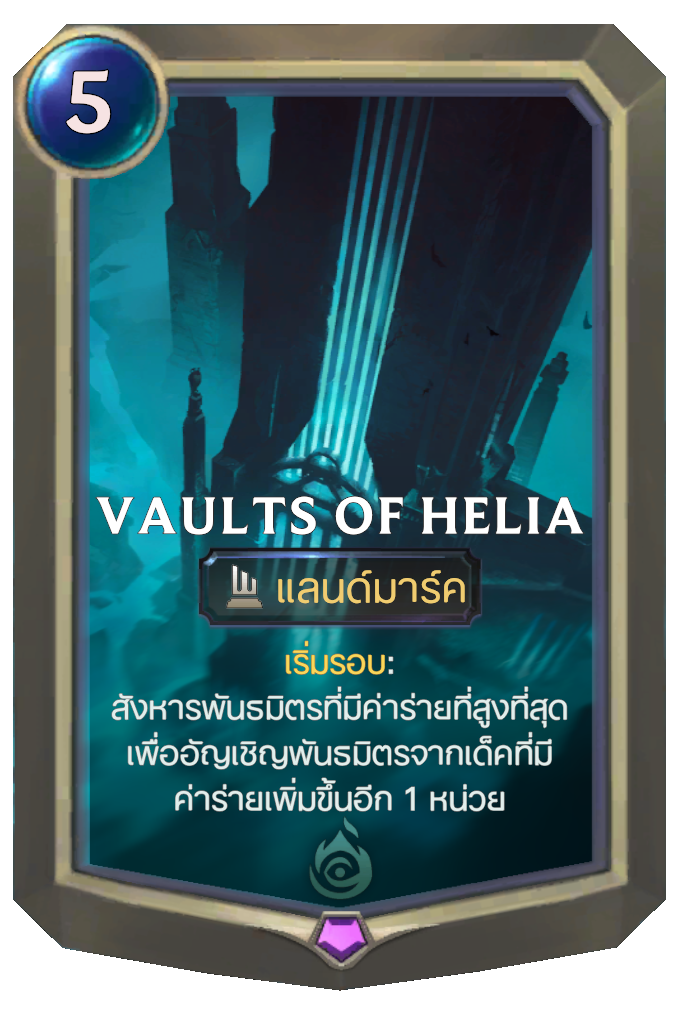 5
VAULTS OF HELIA
แลนด์มาร์ค
เริ่มรอบ:
สังหารพันธมิตรที่มีค่าร่ายที่สูงที่สุด
เพื่ออัญเชิญพันธมิตรจากเด็คที่มี
ค่าร่ายเพิ่มขึ้นอีก 1 หน่วย